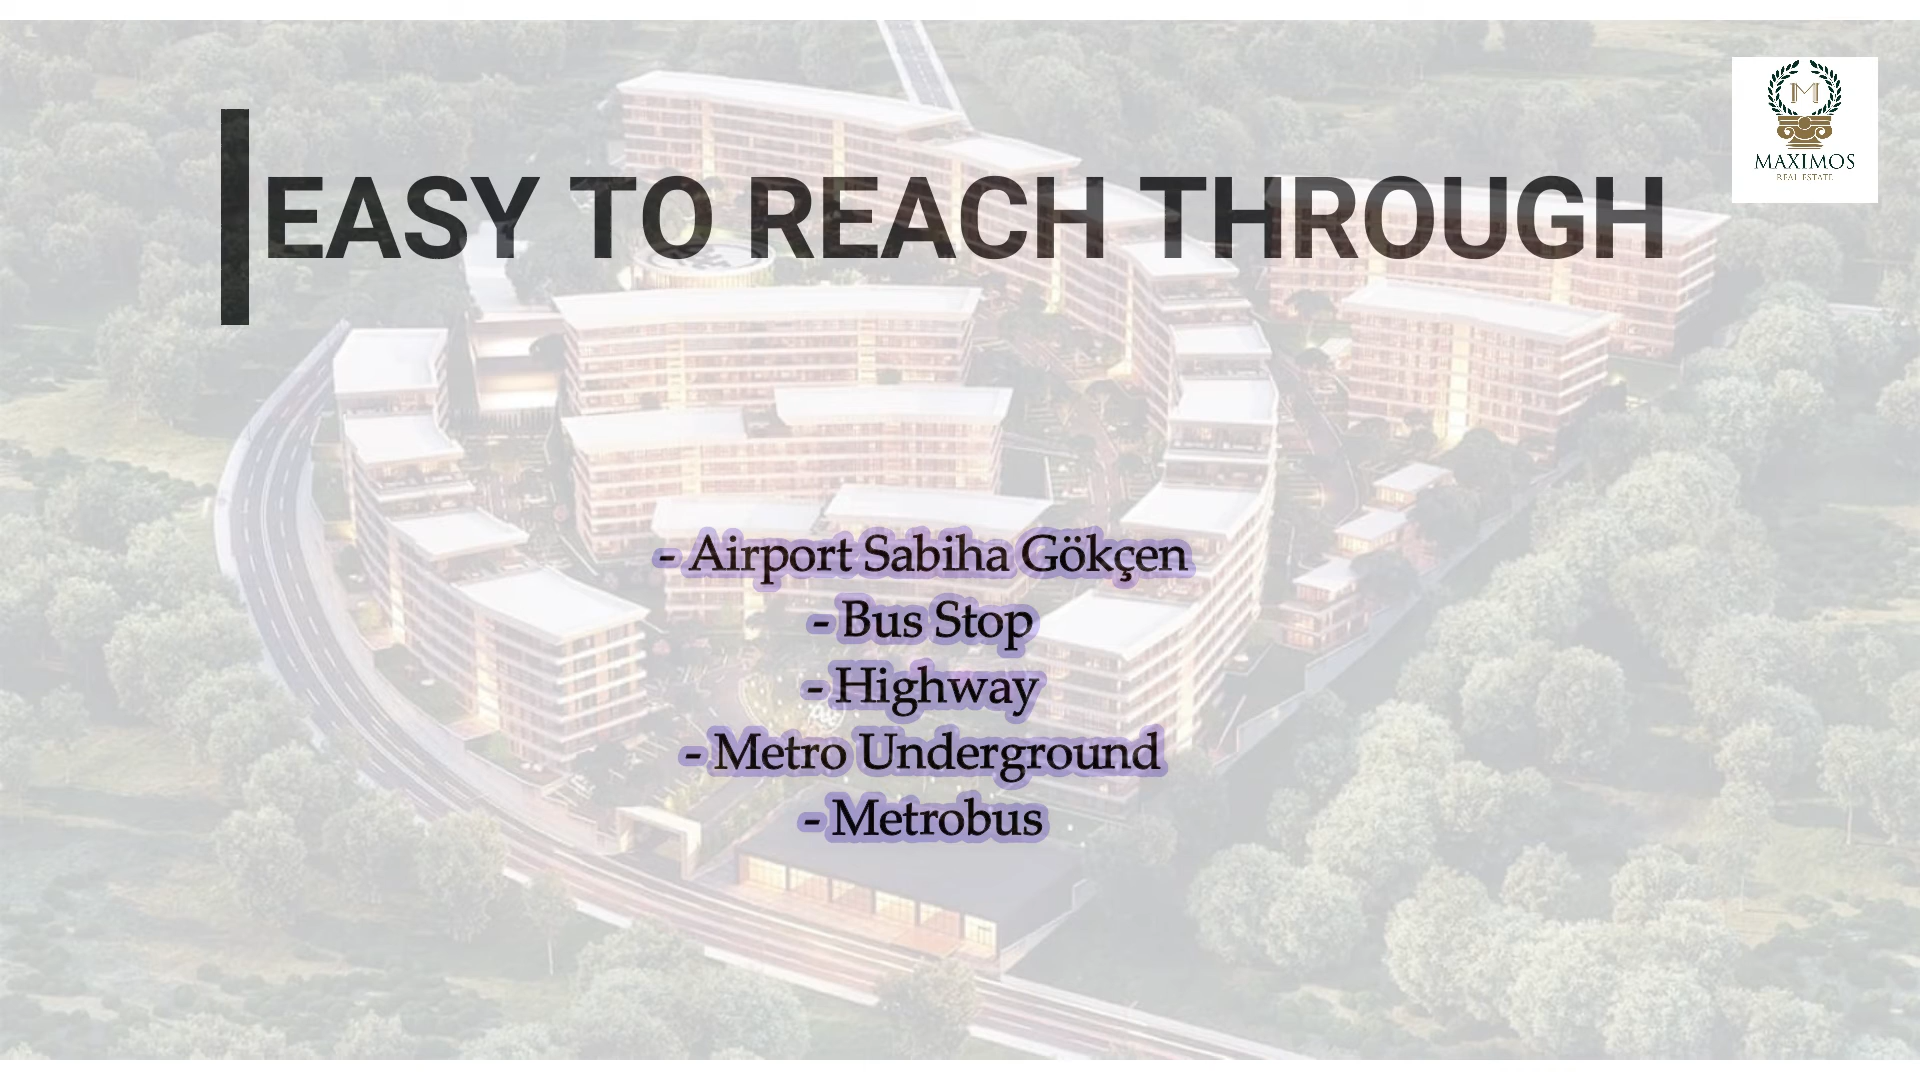 EASY TO REACH THROUGH
M
MAXIMOS
REAL ESTATE
- Airport Sabiha Gökçen
- Bus Stop
- Highway
- Metro Underground
- Metrobus